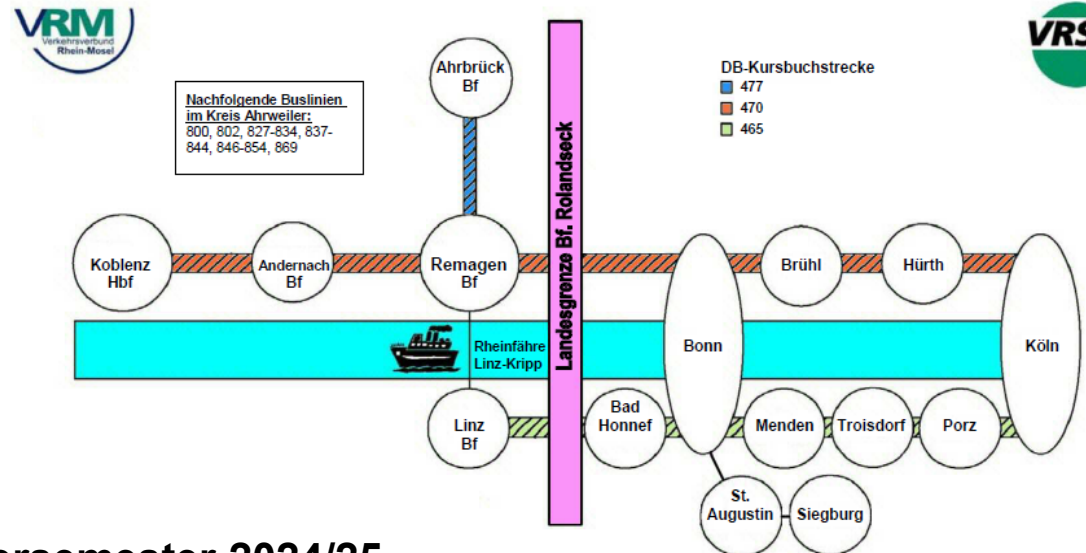 VRM
Verkehrsverbund
Rhein-Mosel
VRS
Nachfolgende Buslinien
im Kreis Ahrweiler:
800, 802, 827-834, 837-
844, 846-854, 869
Ahrbrück
Bf
DB-Kursbuchstrecke
477
470
465
Landesgrenze Bf. Rolandseck
Koblenz
Hbf
Andernach
Bf
Remagen
Bf
Brühl
Hürth
Rheinfähre
Linz-Kripp
Bonn
Köln
Linz
Bf
Bad
Honnef
Menden
Troisdorf
Porz
St.
Augustin
Siegburg
2024/25